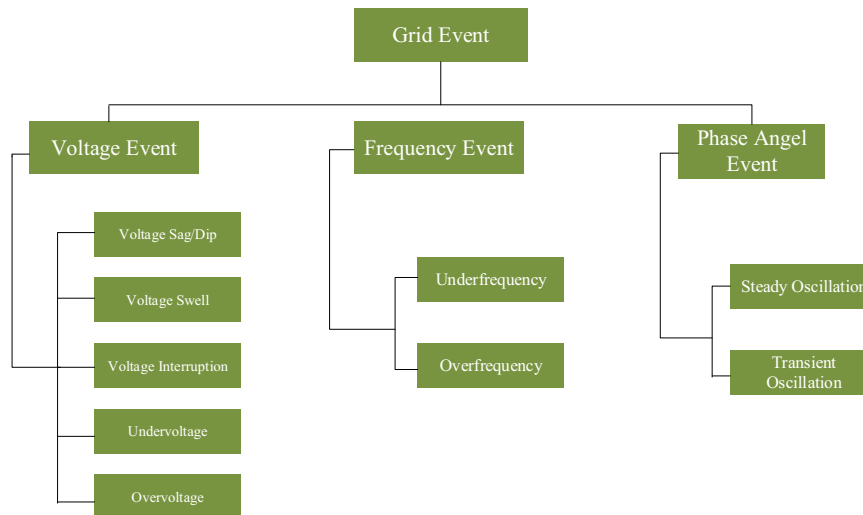 Grid Event
Voltage Event
Frequency Event
Phase Angel
Event
Voltage Sag/Dip
Voltage Swell
Voltage Interruption
Undervoltage
Overvoltage
Underfrequency
Overfrequency
Steady Oscillation
Transient
Oscillation